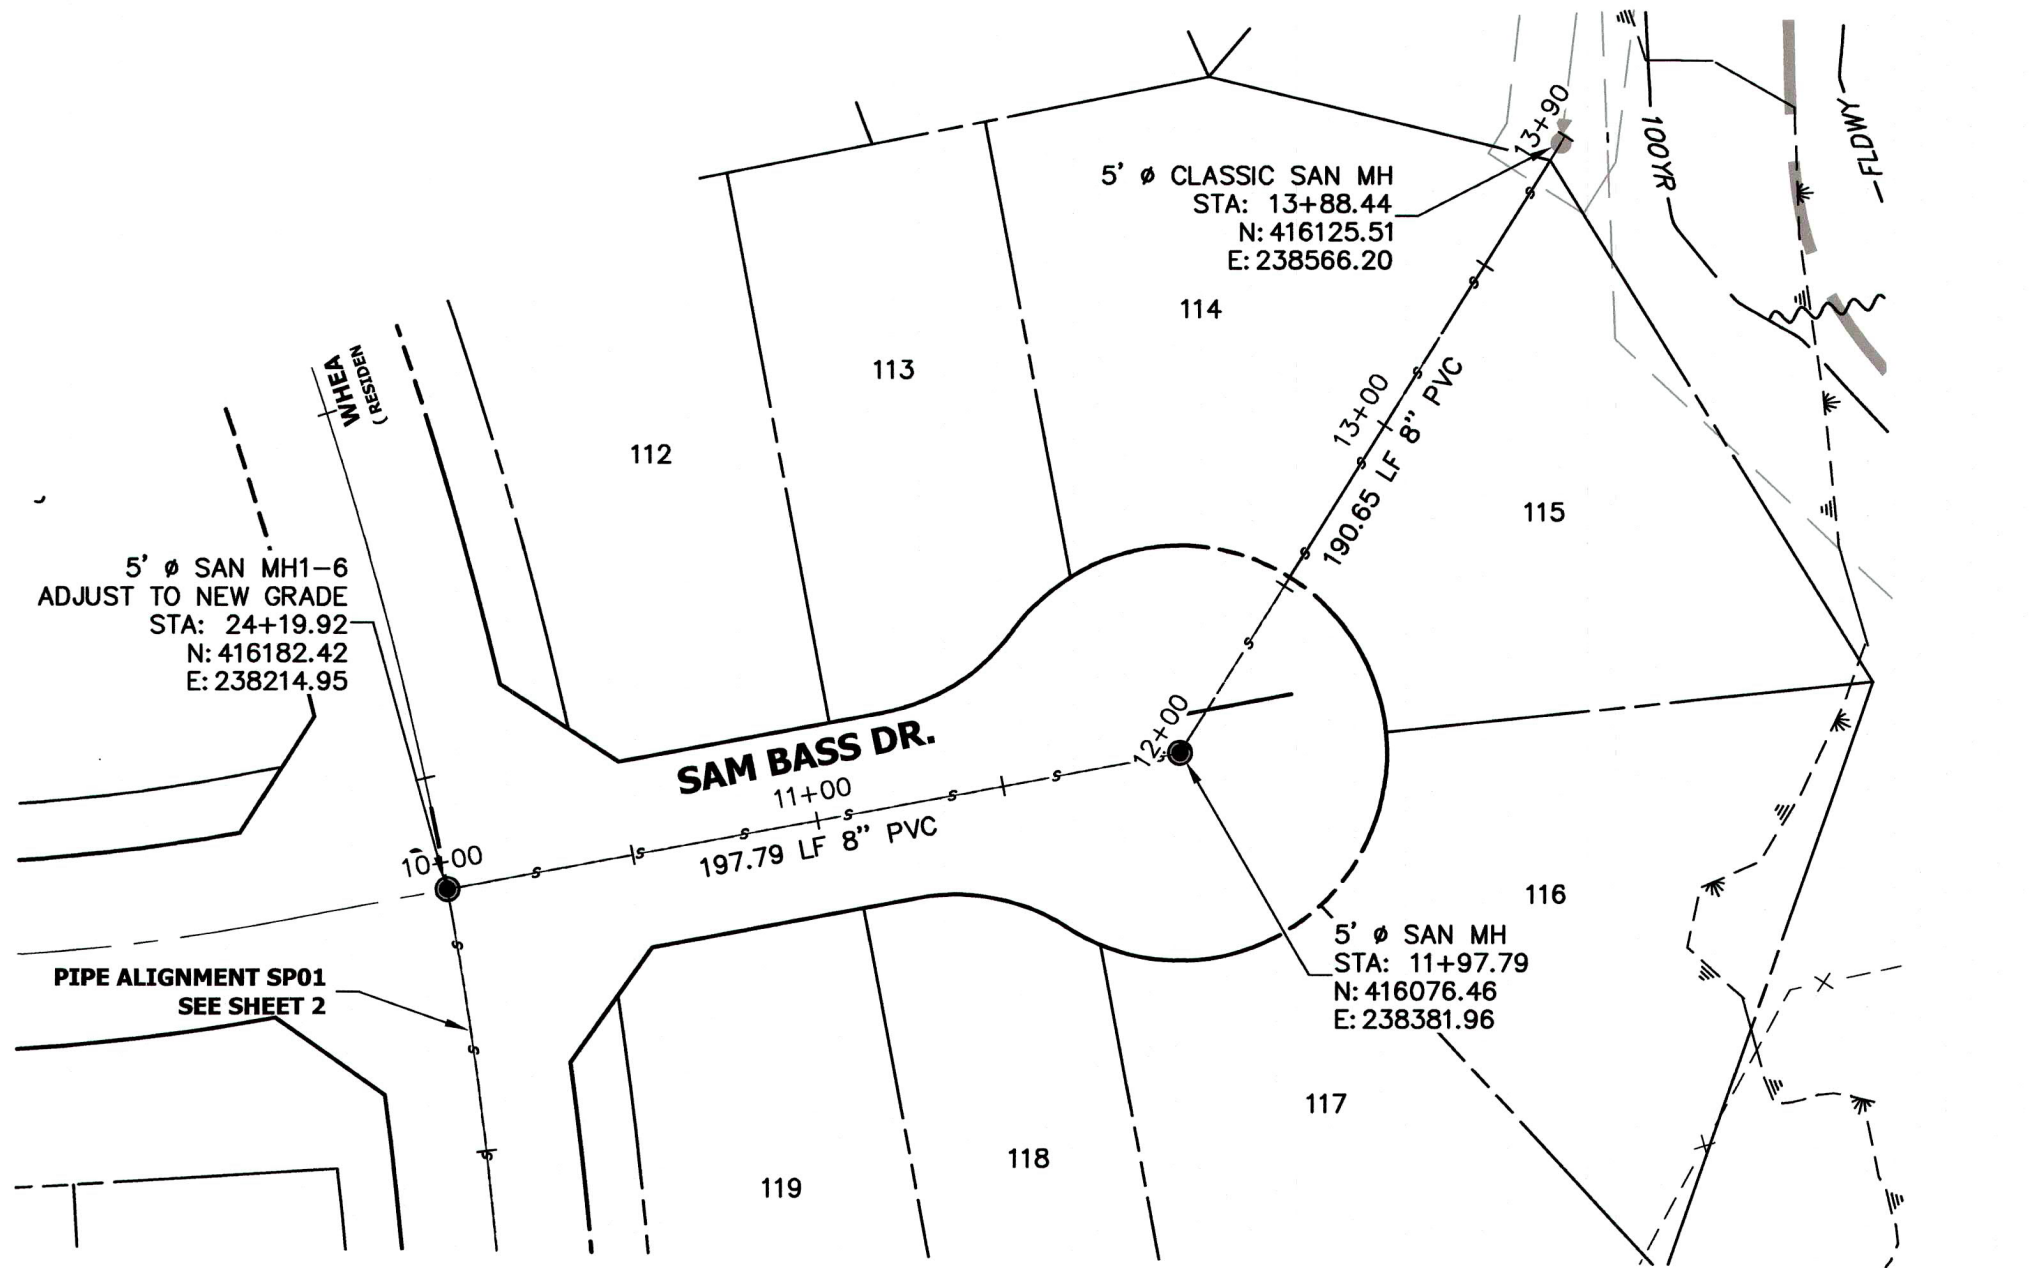 13+90
100YR
FLDWY
5' ø CLASSIC SAN MH
STA: 13+88.44
N: 416125.51
E: 238566.20
114
113
WHEA
(RESIDEN
112
13+00
190.65 LF 8" PVC
115
5' ø SAN MH1-6
ADJUST TO NEW GRADE
STA: 24+19.92
N: 416182.42
E: 238214.95
SAM BASS DR.
12+00
11+00
197.79 LF 8" PVC
10+00
116
5' ø SAN MH
STA: 11+97.79
N: 416076.46
E: 238381.96
PIPE ALIGNMENT SP01
SEE SHEET 2
117
118
119